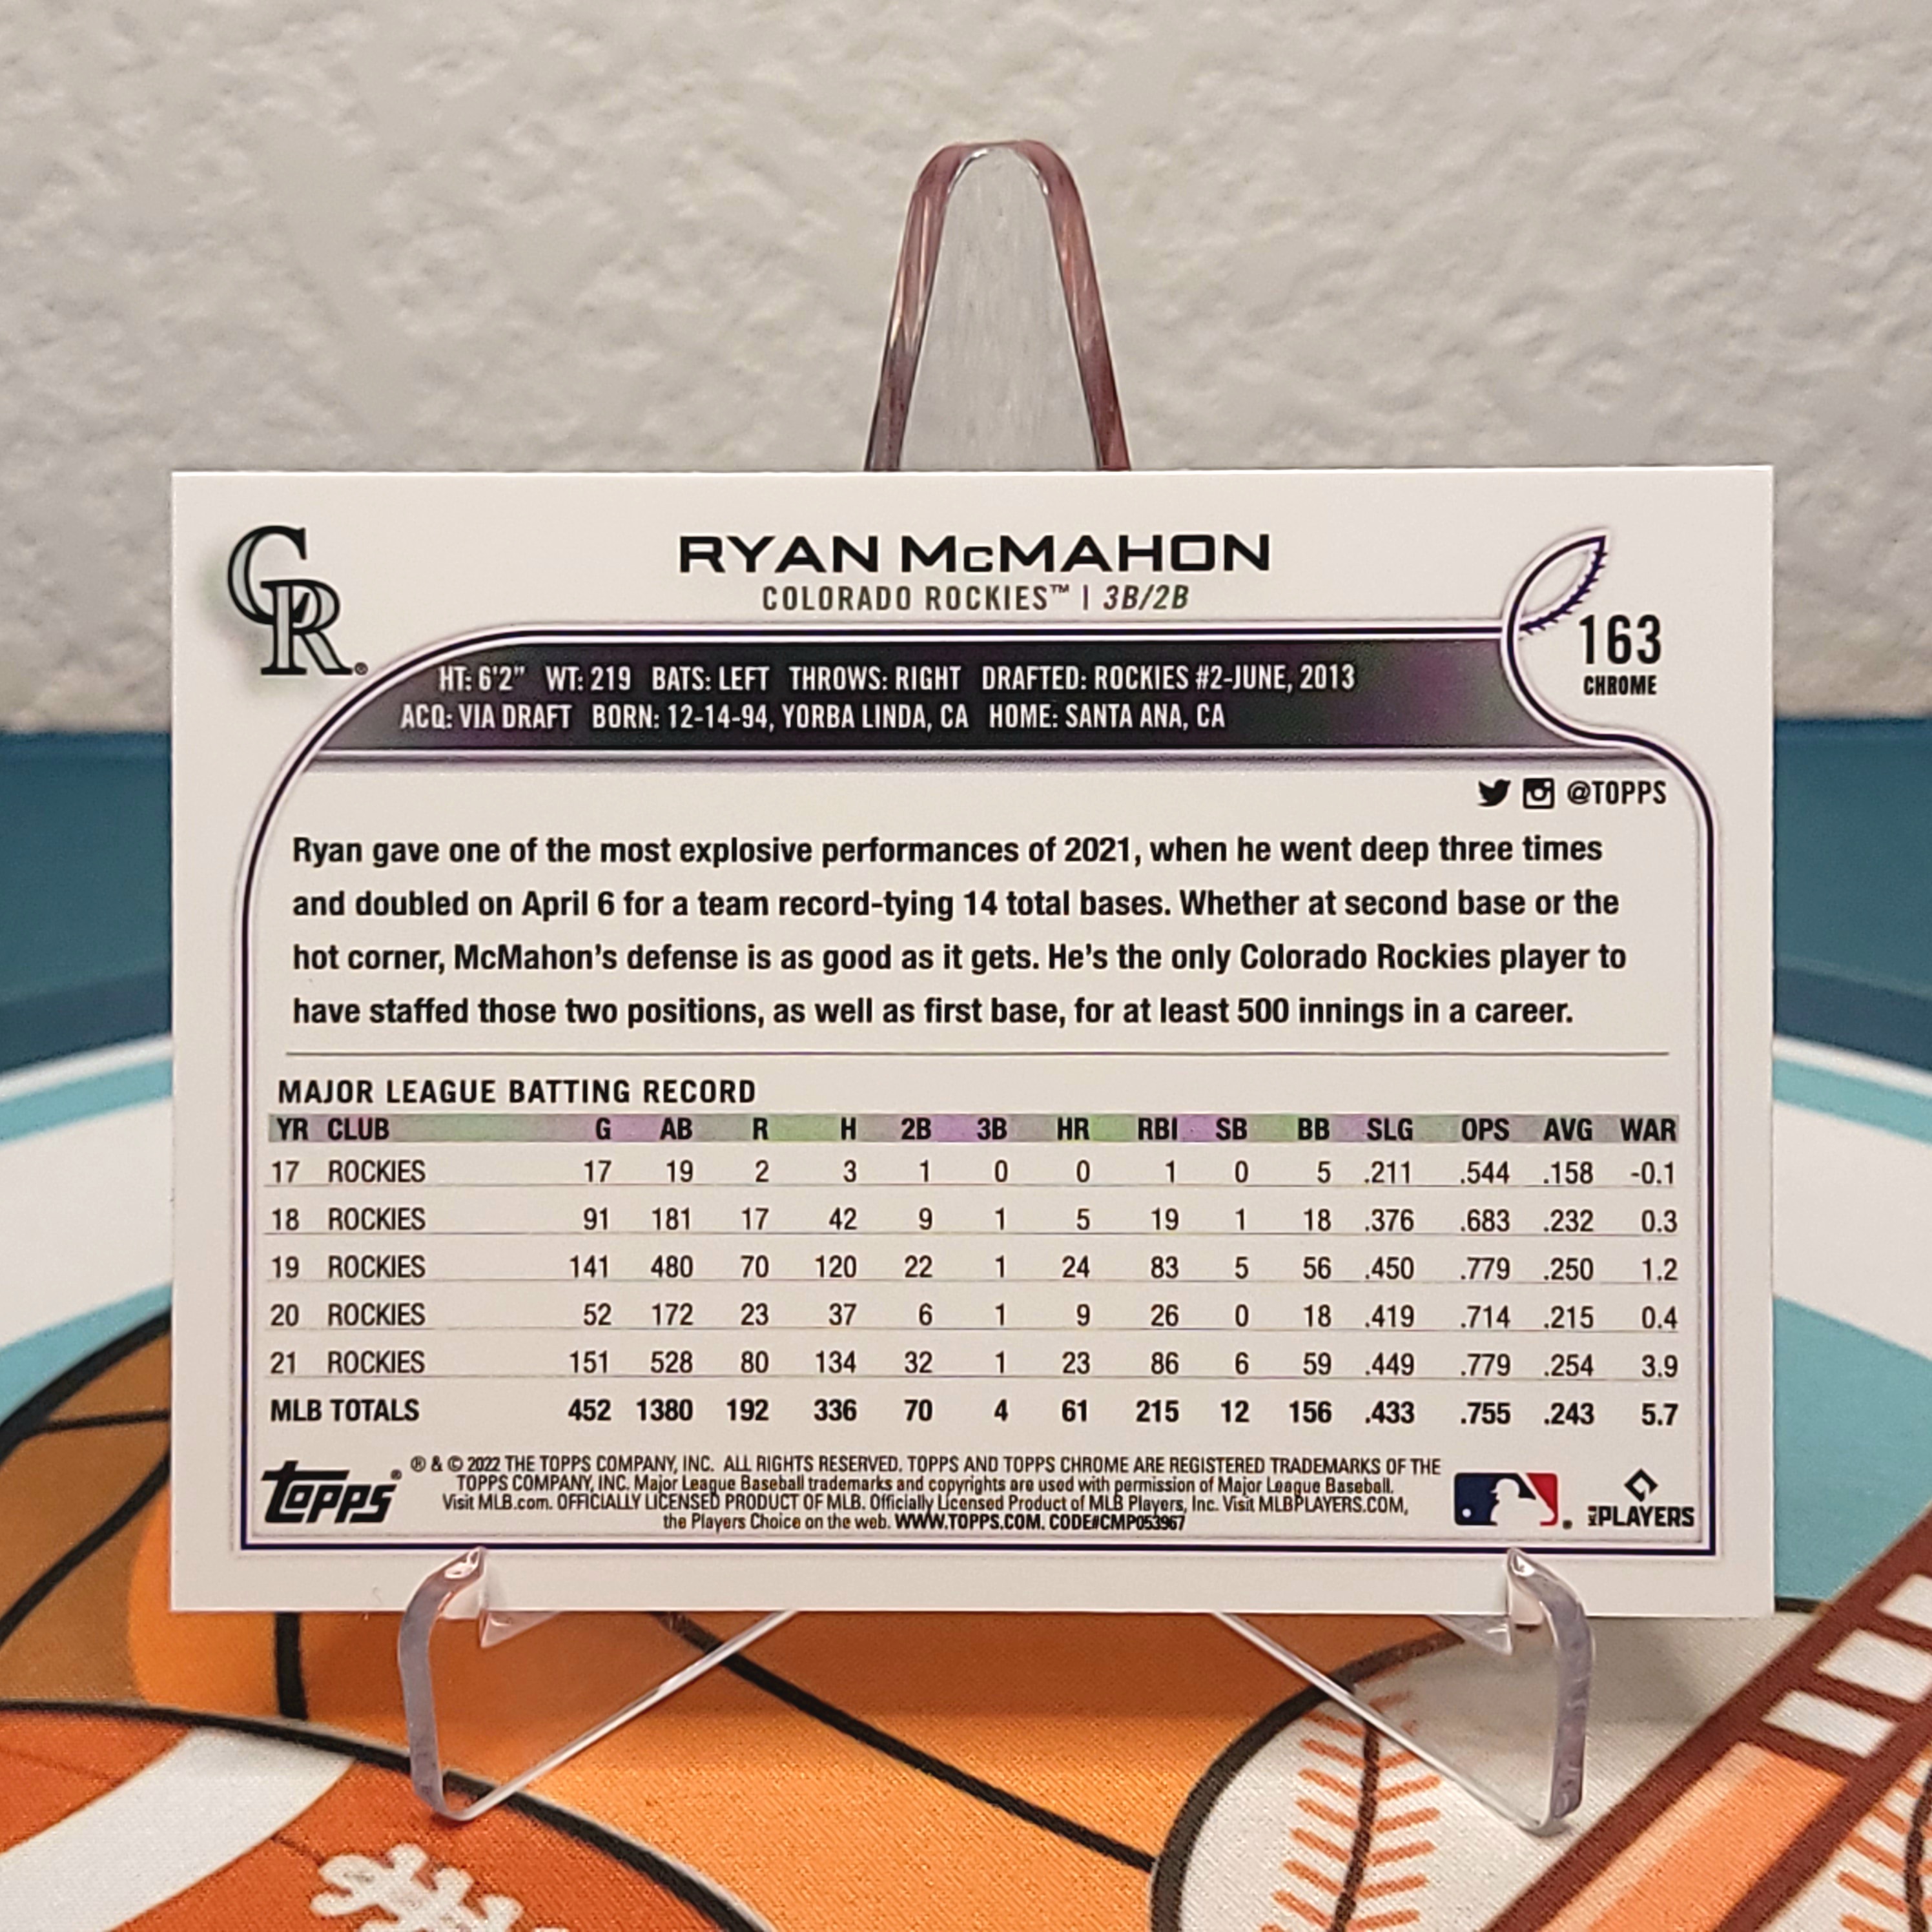 CR®
RYAN McMAHON
COLORADO ROCKIES™ | 3B/2B
163
CHROME
HT: 6'2" WT: 219 BATS: LEFT THROWS: RIGHT DRAFTED: ROCKIES #2-JUNE, 2013
ACQ: VIA DRAFT BORN: 12-14-94, YORBA LINDA, CA HOME: SANTA ANA, CA
@TOPPS
Ryan gave one of the most explosive performances of 2021, when he went deep three times
and doubled on April 6 for a team record-tying 14 total bases. Whether at second base or the
hot corner, McMahon's defense is as good as it gets. He's the only Colorado Rockies player to
have staffed those two positions, as well as first base, for at least 500 innings in a career.
MAJOR LEAGUE BATTING RECORD
YR CLUB G AB R H 2B 3B HR RBI SB BB SLG OPS AVG WAR
17 ROCKIES 17 19 2 3 1 0 0 1 0 5 .211 .544 .158 -0.1
18 ROCKIES 91 181 17 42 9 1 5 19 1 18 .376 .683 .232 0.3
19 ROCKIES 141 480 70 120 22 1 24 83 5 56 .450 .779 .250 1.2
20 ROCKIES 52 172 23 37 6 1 9 26 0 18 .419 .714 .215 0.4
21 ROCKIES 151 528 80 134 32 1 23 86 6 59 .449 .779 .254 3.9
MLB TOTALS 452 1380 192 336 70 4 61 215 12 156 .433 .755 .243 5.7
topps®
® & © 2022 THE TOPPS COMPANY, INC. ALL RIGHTS RESERVED. TOPPS AND TOPPS CHROME ARE REGISTERED TRADEMARKS OF THE
TOPPS COMPANY, INC. Major League Baseball trademarks and copyrights are used with permission of Major League Baseball.
Visit MLB.com. OFFICIALLY LICENSED PRODUCT OF MLB. Officially Licensed Product of MLB Players, Inc. Visit MLBPLAYERS.COM,
the Players Choice on the web. WWW.TOPPS.COM. CODE#CMP053967
MLB PLAYERS